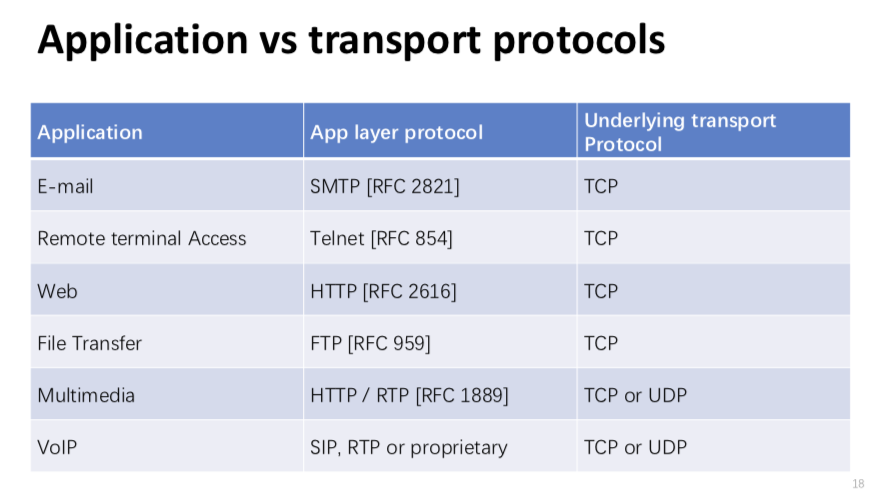 Application vs transport protocols
Application
App layer protocol
Underlying transport
Protocol
E-mail
SMTP [RFC 2821]
TCP
Remote terminal Access
Telnet [RFC 854]
TCP
Web
HTTP [RFC 2616]
TCP
File Transfer
FTP [RFC 959]
TCP
Multimedia
HTTP / RTP [RFC 1889]
TCP or UDP
VoIP
SIP, RTP or proprietary
TCP or UDP
18